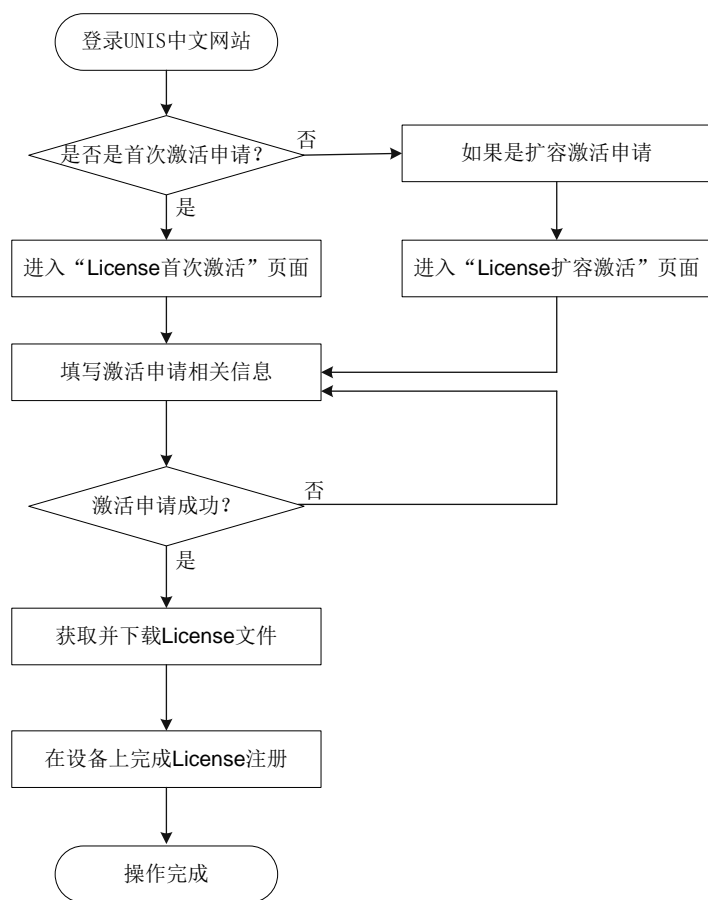 登录UNIS中文网站
是否是首次激活申请?
否
如果是扩容激活申请
是
进入“License首次激活”页面
进入“License扩容激活”页面
填写激活申请相关信息
激活申请成功?
否
是
获取并下载License文件
在设备上完成License注册
操作完成